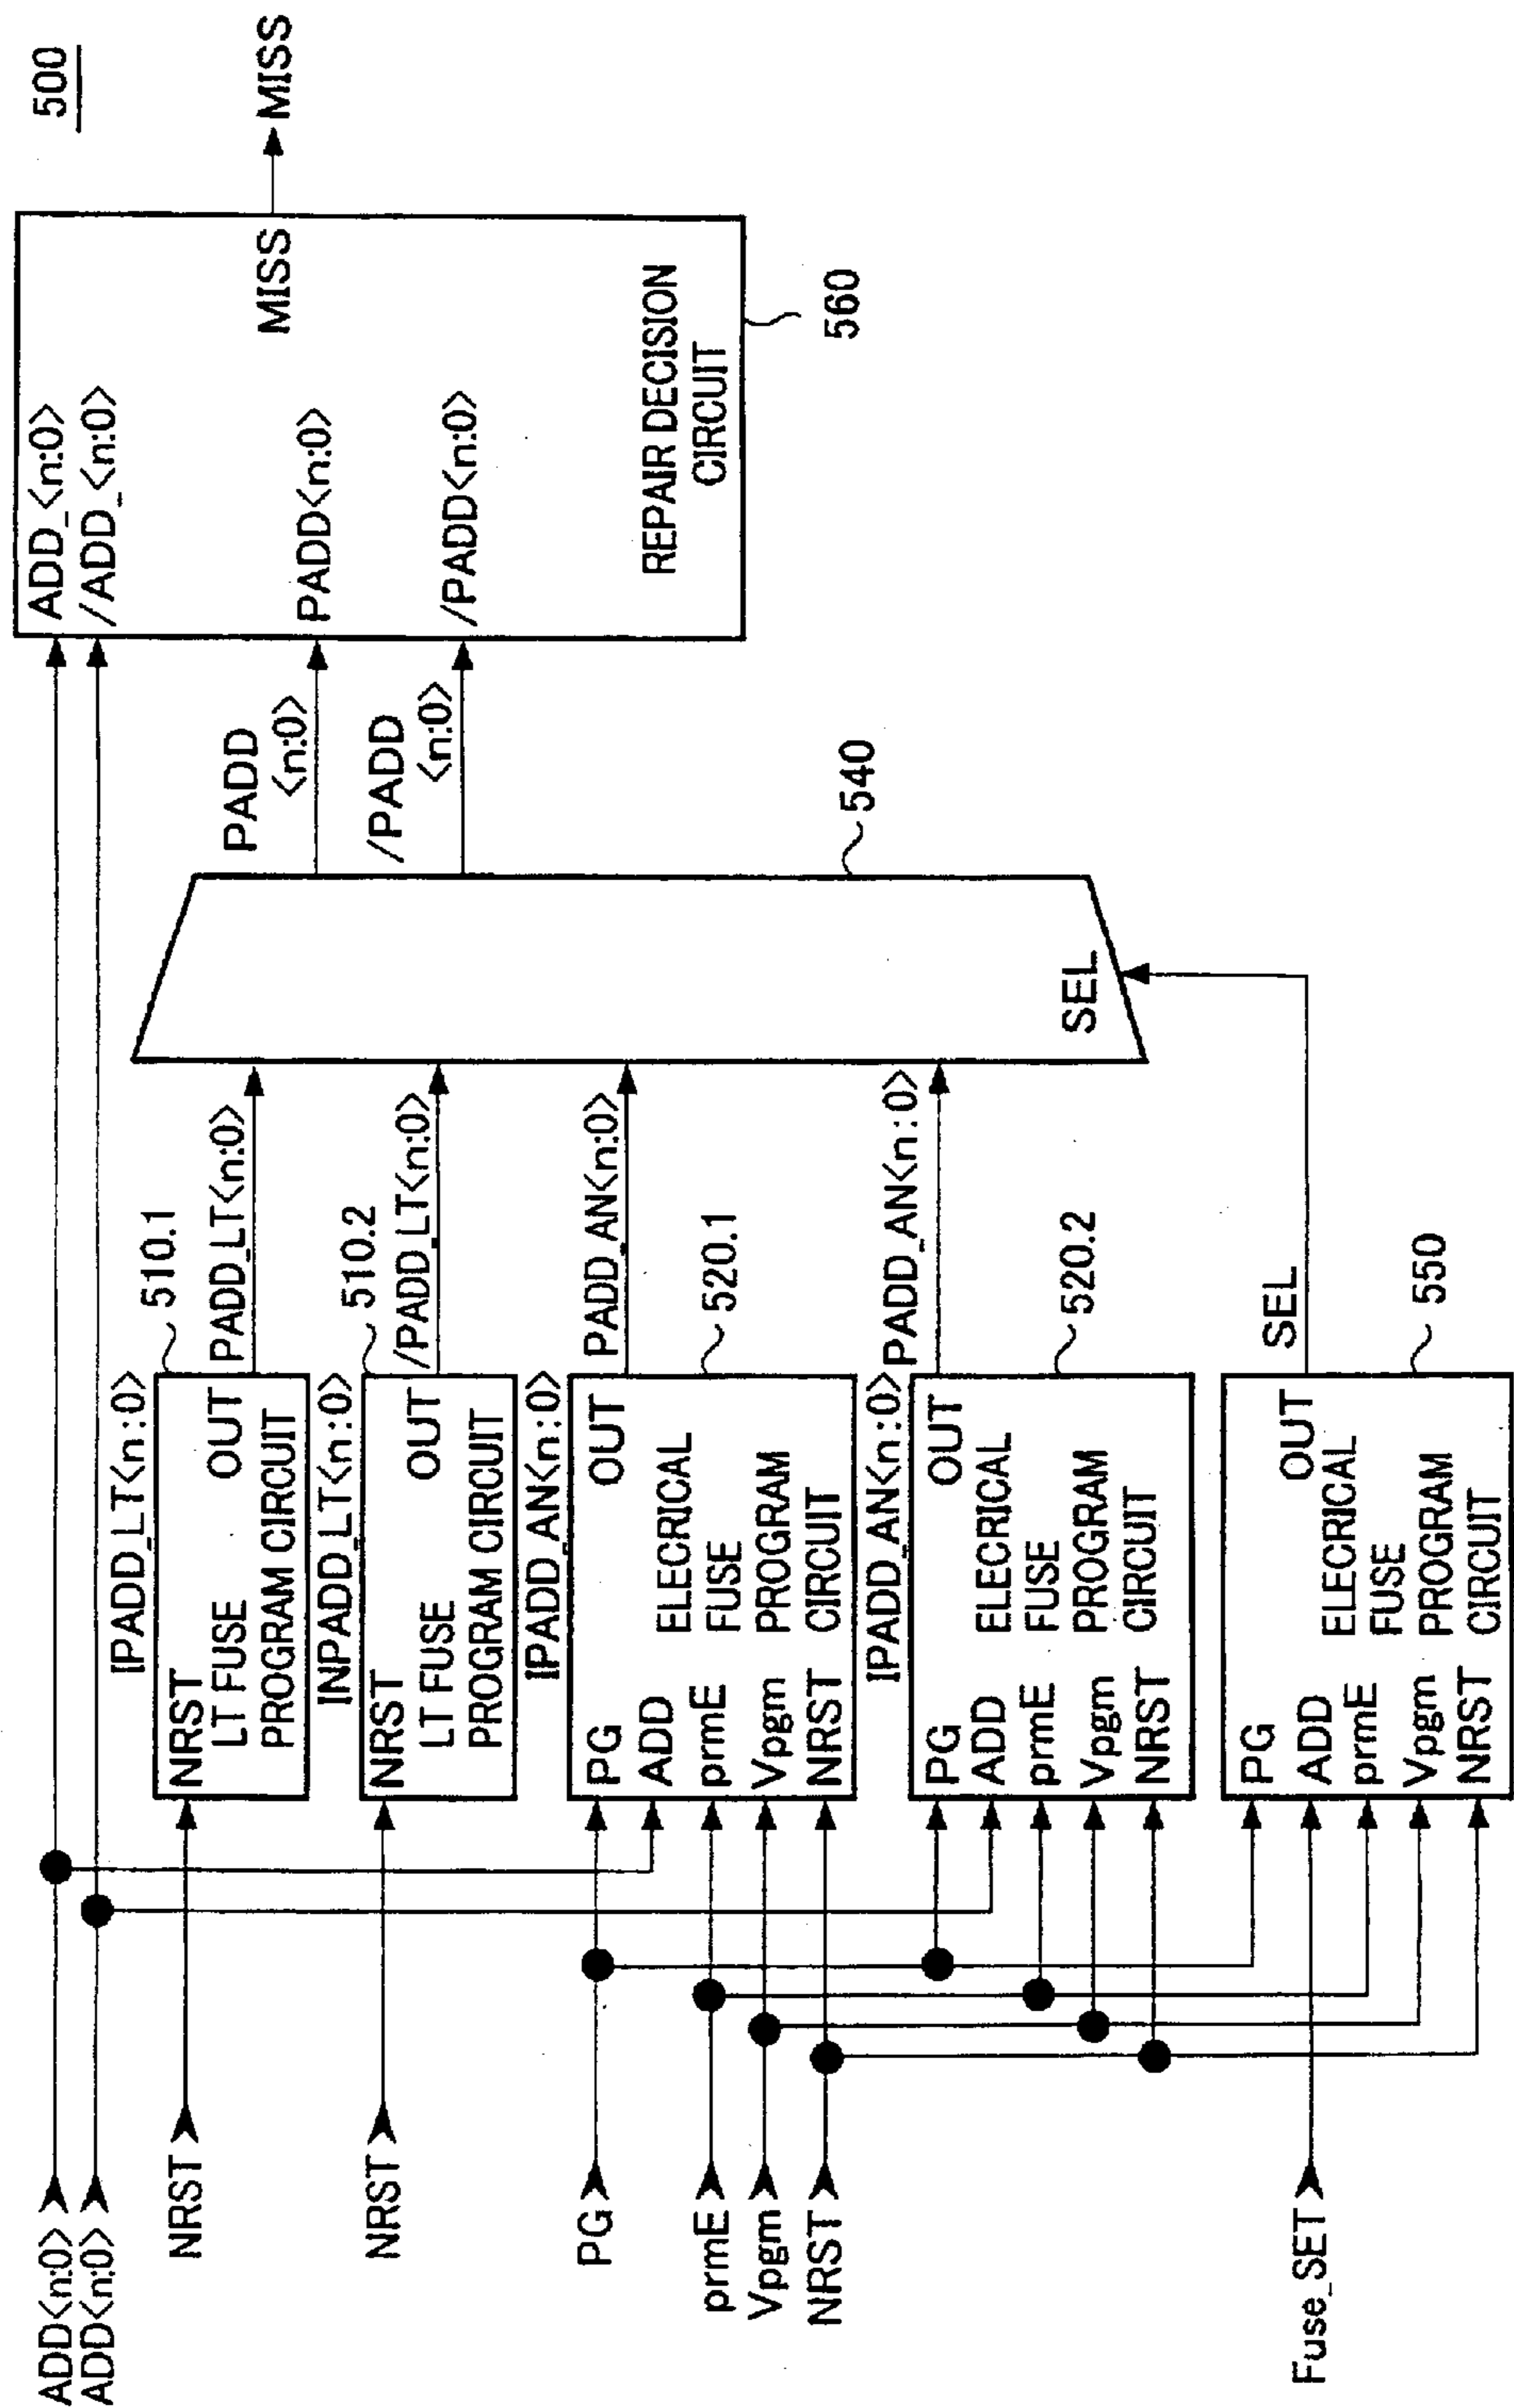 500
ADD<n:0>
ADD<n:0>
NRST
NRST
PG
prmE
Vpgm
NRST
Fuse_SET
IPADD_LT<n:0>
510.1
NRST
OUT
LT FUSE
PROGRAM CIRCUIT
PADD_LT<n:0>
INPADD_LT<n:0>
510.2
NRST
OUT
LT FUSE
PROGRAM CIRCUIT
/PADD_LT<n:0>
IPADD_AN<n:0>
PG
OUT
ADD
ELECRICAL
prmE
FUSE
Vpgm
PROGRAM
NRST
CIRCUIT
PADD_AN<n:0>
520.1
IPADD_AN<n:0>
PG
OUT
ADD
ELECRICAL
prmE
FUSE
Vpgm
PROGRAM
NRST
CIRCUIT
PADD_AN<n:0>
520.2
PG
OUT
ADD
ELECRICAL
prmE
FUSE
Vpgm
PROGRAM
NRST
CIRCUIT
SEL
550
SEL
540
PADD
<n:0>
/PADD
<n:0>
ADD_<n:0>
/ADD_<n:0>
PADD<n:0>
/PADD<n:0>
MISS
REPAIR DECISION
CIRCUIT
560
MISS